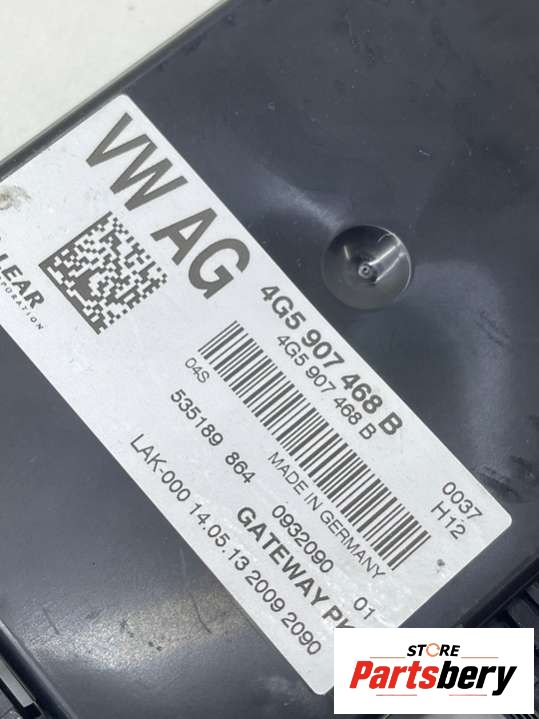 VW AG
LEAR
CORPORATION
4G5 907 468 B
4G5 907 468 B
04S
MADE IN GERMANY
535189 864 0932090 01
GATEWAY
LAK-000 14.05.13 2009 2090
0037
H12
STORE
Partsbery